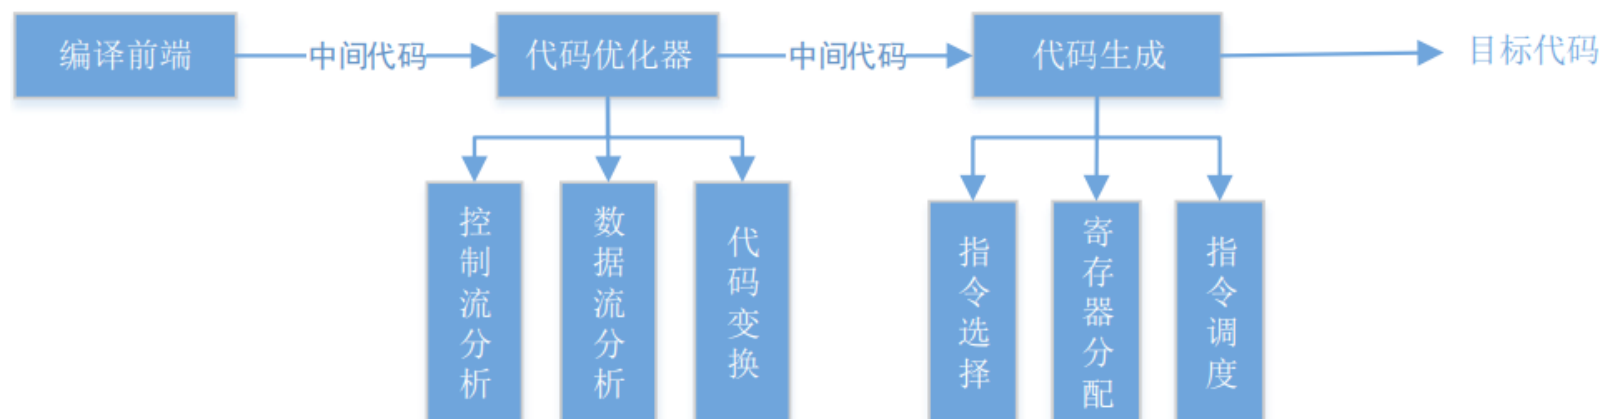 编译前端
中间代码
代码优化器
中间代码
代码生成
目标代码
控制流分析
数据流分析
代码变换
指令选择
寄存器分配
指令调度